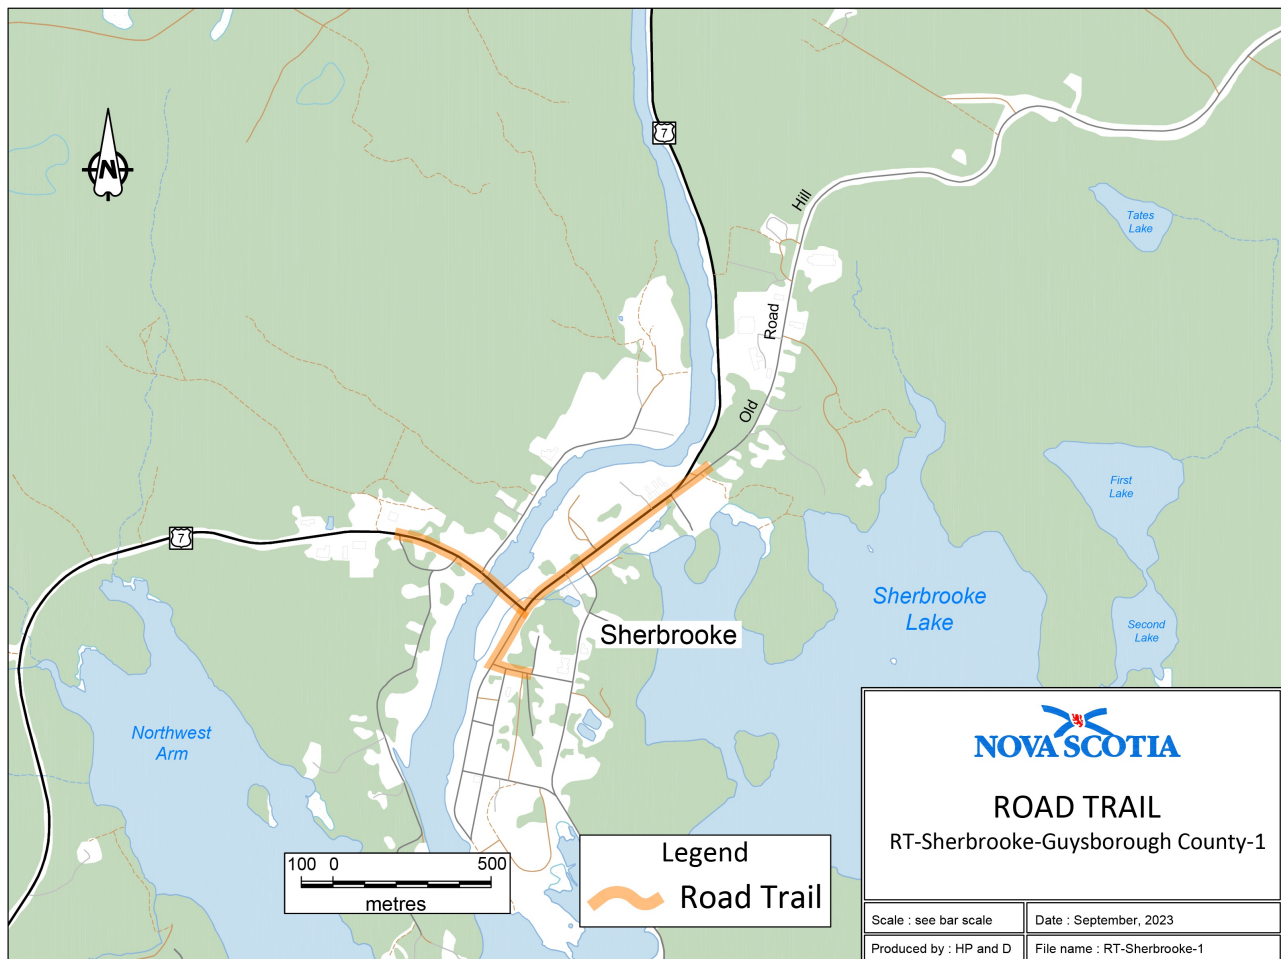 N
7
Hill
Tates
Lake
Road
Old
First
Lake
7
Sherbrooke
Lake
Second
Lake
Sherbrooke
Northwest
Arm
NOVA SCOTIA
ROAD TRAIL
RT-Sherbrooke-Guysborough County-1
Legend
Road Trail
100 0 500
metres
Scale : see bar scale
Date : September, 2023
Produced by : HP and D
File name : RT-Sherbrooke-1